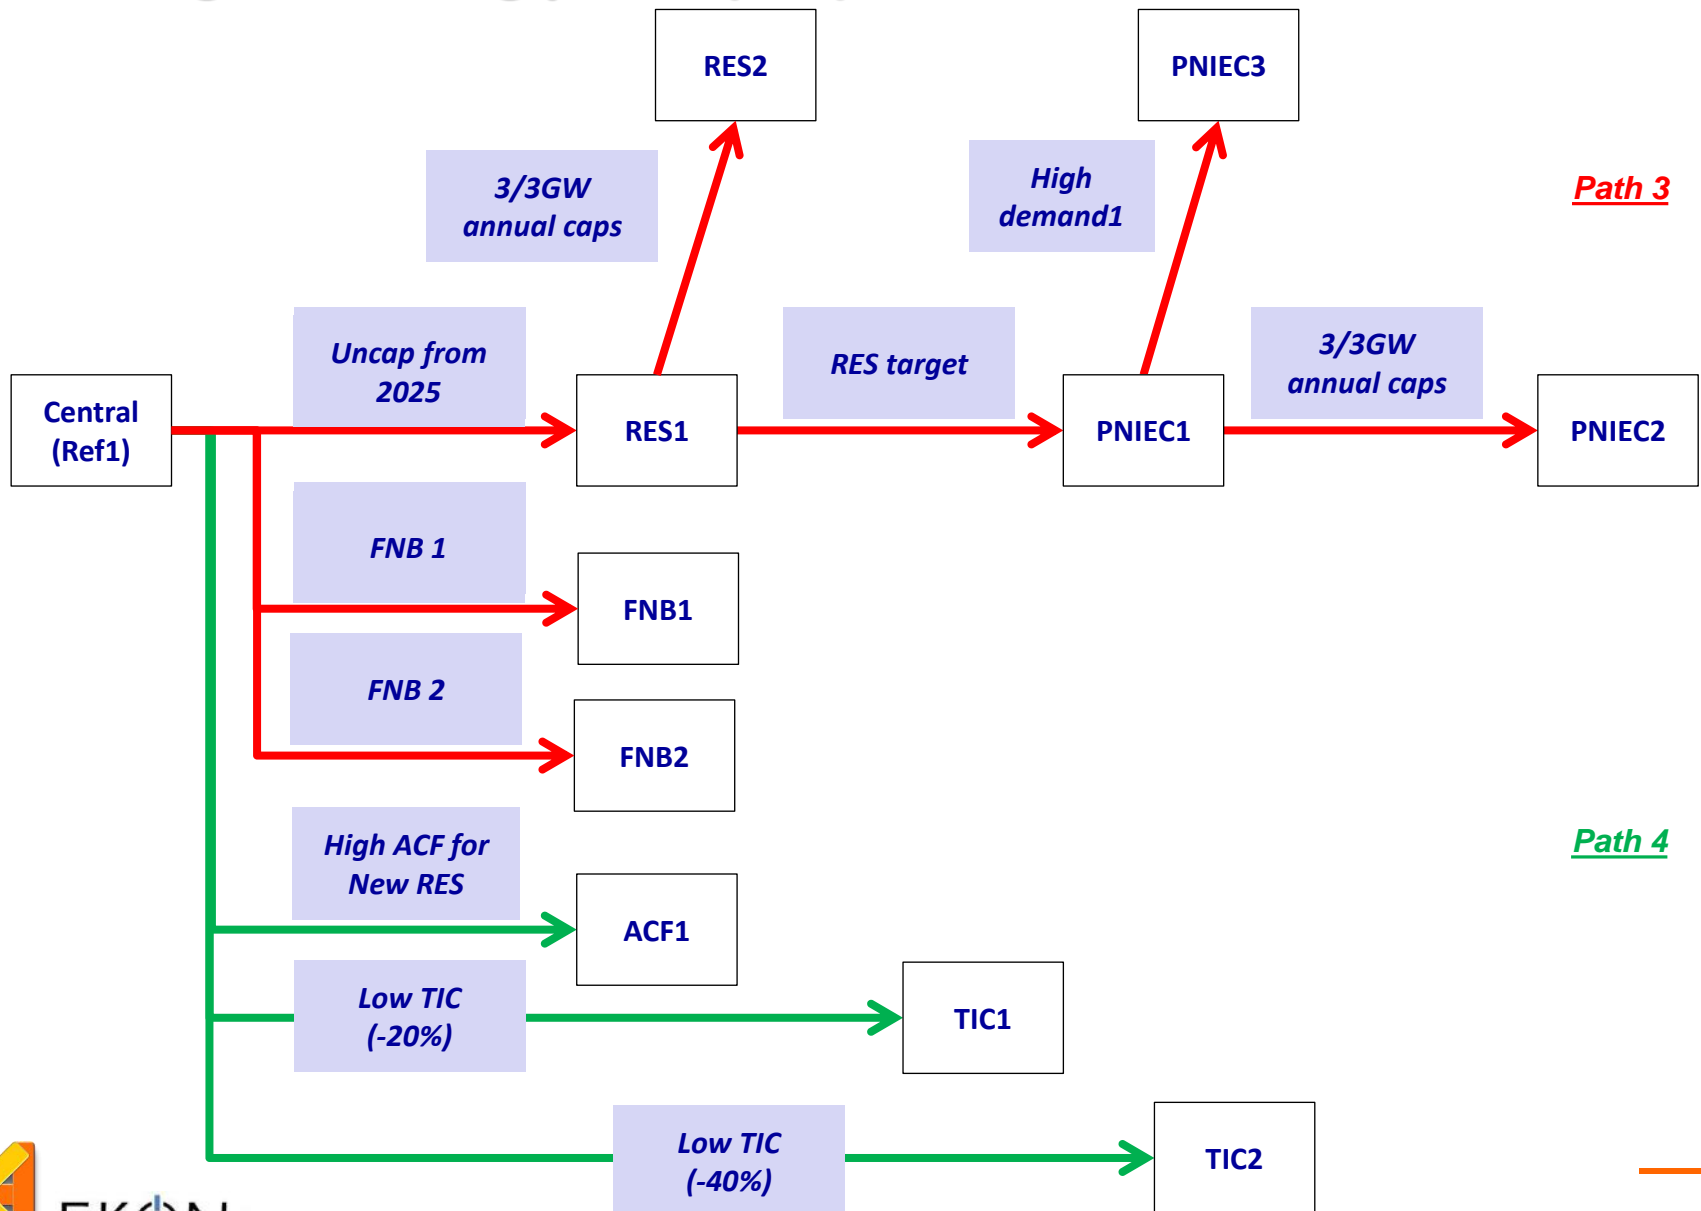 RES2
PNIEC3
3/3GW
annual caps
High
demand1
Path 3
Uncap from
2025
RES target
3/3GW
annual caps
Central
(Ref1)
RES1
PNIEC1
PNIEC2
FNB 1
FNB1
FNB 2
FNB2
High ACF for
New RES
Path 4
ACF1
Low TIC
(-20%)
TIC1
Low TIC
(-40%)
TIC2